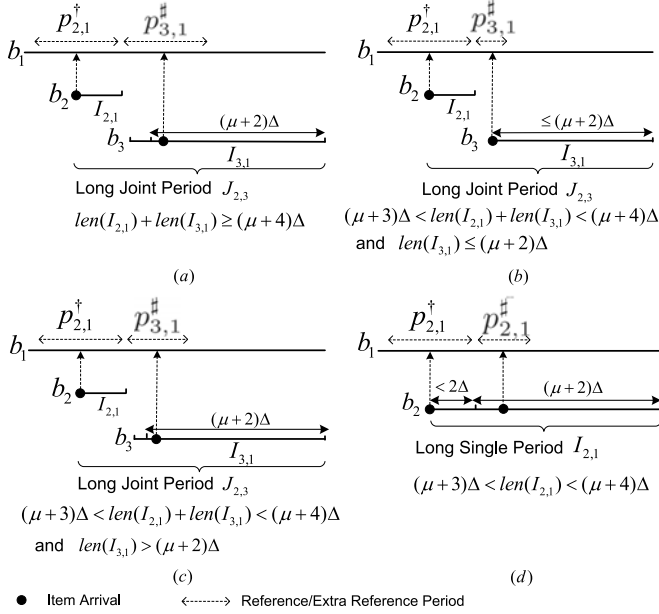 p†2,1 p♯3,1
b1
b2 I2,1
(μ+2)Δ
b3 I3,1
Long Joint Period J2,3
len(I2,1)+len(I3,1)≥(μ+4)Δ
(a)
p†2,1 p♯3,1
b1
b2 I2,1
≤(μ+2)Δ
b3 I3,1
Long Joint Period J2,3
(μ+3)Δ<len(I2,1)+len(I3,1)<(μ+4)Δ
and len(I3,1)≤(μ+2)Δ
(b)
p†2,1 p♯3,1
b1
b2 I2,1
(μ+2)Δ
b3 I3,1
Long Joint Period J2,3
(μ+3)Δ<len(I2,1)+len(I3,1)<(μ+4)Δ
and len(I3,1)>(μ+2)Δ
(c)
p†2,1 p♯2,1
b1
<2Δ (μ+2)Δ
b2
Long Single Period I2,1
(μ+3)Δ<len(I2,1)<(μ+4)Δ
(d)
Item Arrival Reference/Extra Reference Period